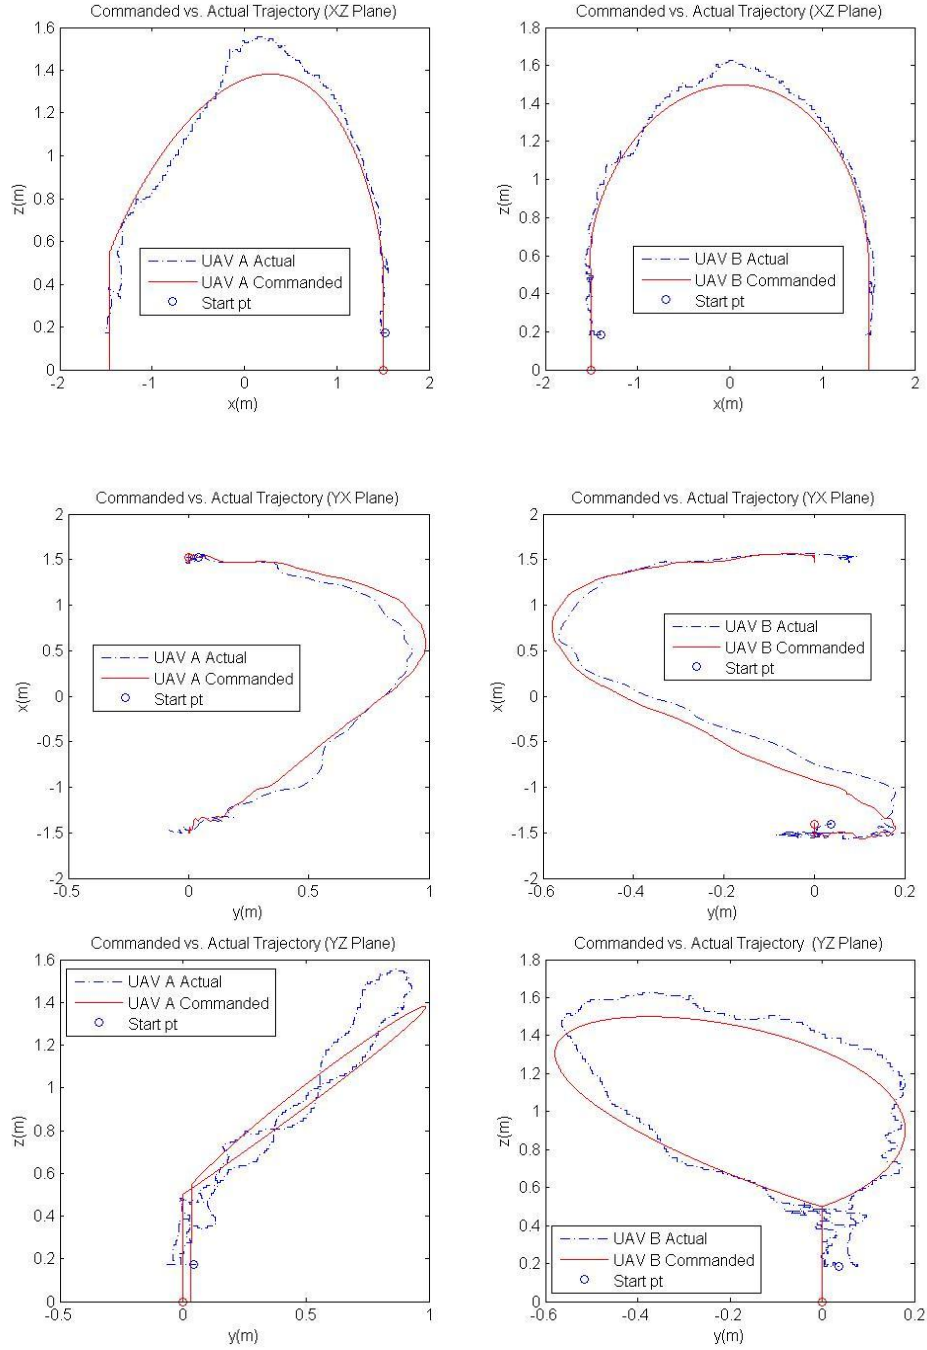 Commanded vs. Actual Trajectory (XZ Plane)
1.6
1.4
1.2
1
0.8
0.6
0.4
0.2
0
z(m)
UAV A Actual
UAV A Commanded
Start pt
-2
-1
0
1
2
x(m)
Commanded vs. Actual Trajectory (XZ Plane)
1.8
1.6
1.4
1.2
1
0.8
0.6
0.4
0.2
0
z(m)
UAV B Actual
UAV B Commanded
Start pt
-2
-1
0
1
2
x(m)
Commanded vs. Actual Trajectory (YX Plane)
2
1.5
1
0.5
0
-0.5
-1
-1.5
-2
x(m)
UAV A Actual
UAV A Commanded
Start pt
-0.5
0
0.5
1
y(m)
Commanded vs. Actual Trajectory (YX Plane)
2
1.5
1
0.5
0
-0.5
-1
-1.5
-2
x(m)
UAV B Actual
UAV B Commanded
Start pt
-0.6
-0.4
-0.2
0
0.2
y(m)
Commanded vs. Actual Trajectory (YZ Plane)
1.6
1.4
1.2
1
0.8
0.6
0.4
0.2
0
z(m)
UAV A Actual
UAV A Commanded
Start pt
-0.5
0
0.5
1
y(m)
Commanded vs. Actual Trajectory (YZ Plane)
1.8
1.6
1.4
1.2
1
0.8
0.6
0.4
0.2
0
z(m)
UAV B Actual
UAV B Commanded
Start pt
-0.6
-0.4
-0.2
0
0.2
y(m)